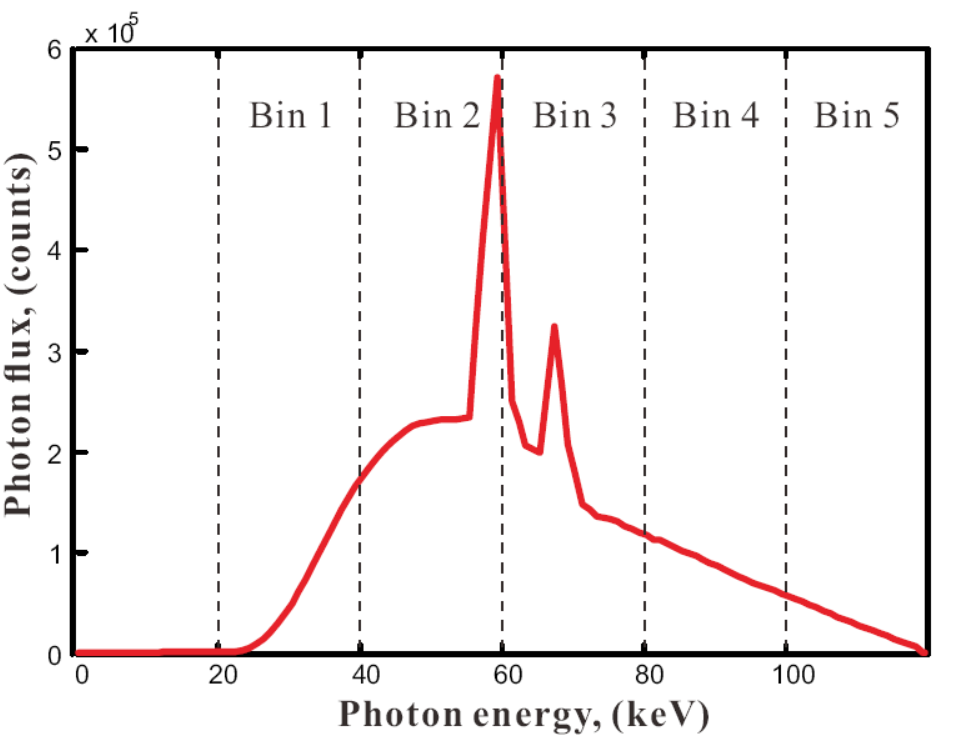 x 10^5
6
5
4
3
2
1
0
Photon flux, (counts)
Bin 1
Bin 2
Bin 3
Bin 4
Bin 5
0
20
40
60
80
100
Photon energy, (keV)